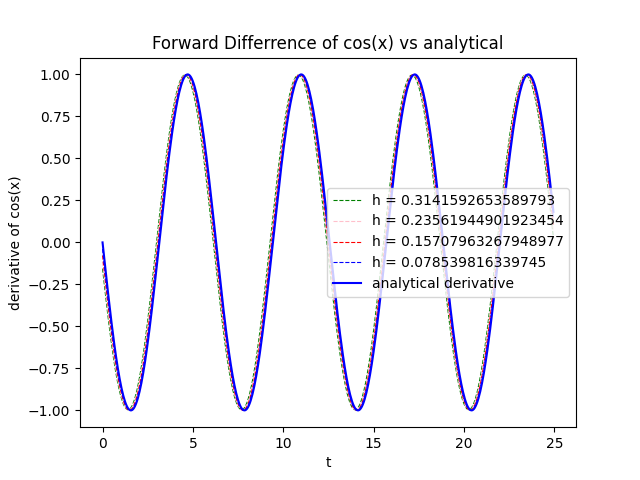 Forward Differrence of cos(x) vs analytical
derivative of cos(x)
1.00
0.75
0.50
0.25
0.00
−0.25
−0.50
−0.75
−1.00
h = 0.3141592653589793
h = 0.23561944901923454
h = 0.15707963267948977
h = 0.078539816339745
analytical derivative
0 5 10 15 20 25
t